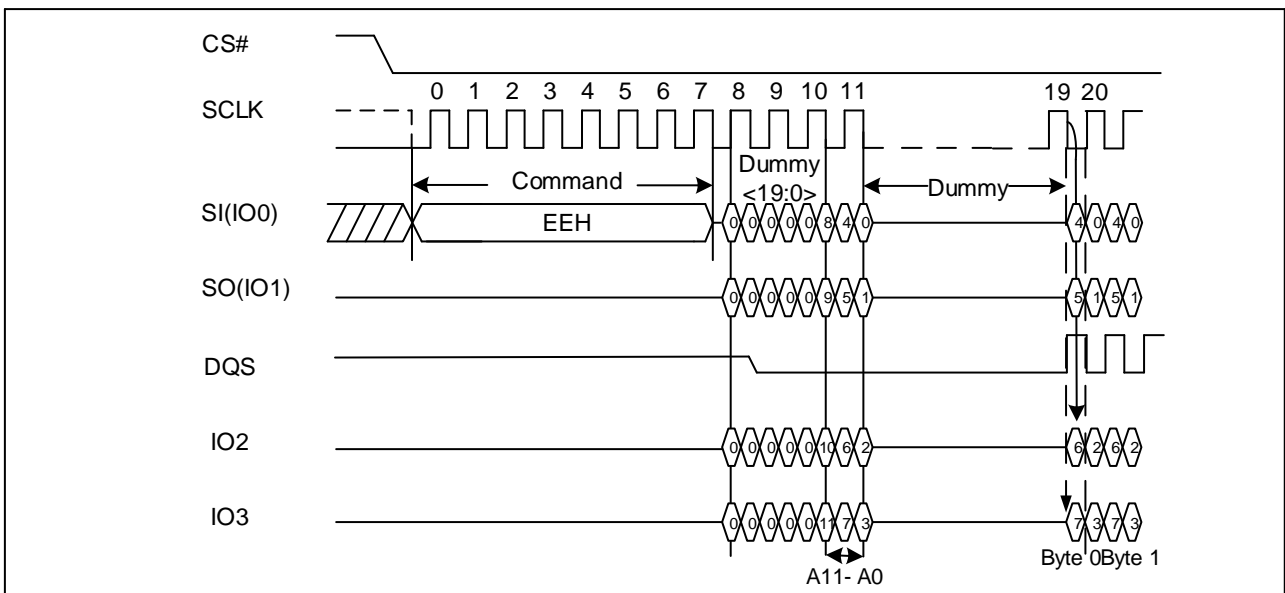 CS#
0 1 2 3 4 5 6 7 8 9 10 11 19 20
SCLK
Dummy
Command
<19:0>
Dummy
SI(IO0)
EEH
0 0 0 0 0 8 4 0 4 0 4 0
SO(IO1)
0 0 0 0 0 9 5 1 5 1 5 1
DQS
IO2
0 0 0 0 0 10 6 2 6 2 6 2
IO3
0 0 0 0 0 11 7 3 7 3 7 3
Byte 0Byte 1
A11- A0